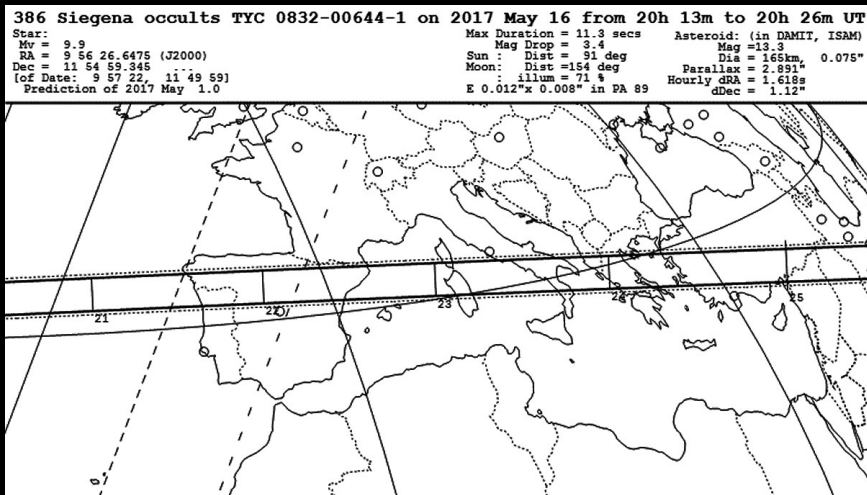 386 Siegena occults TYC 0832-00644-1 on 2017 May 16 from 20h 13m to 20h 26m UT
Star:
Mv = 9.9
RA = 9 56 26.6475 (J2000)
Dec = 11 54 59.345 ...
[of Date: 9 57 22, 11 49 59]
Prediction of 2017 May 1.0
Max Duration = 11.3 secs
Mag Drop = 3.4
Sun : Dist = 91 deg
Moon: Dist =154 deg
: illum = 71 %
E 0.012"x 0.008" in PA 89
Asteroid: (in DAMIT, ISAM)
Mag =13.3
Dia = 165km, 0.075"
Parallax = 2.891"
Hourly dRA = 1.618s
dDec = 1.12"
21
22
23
24
25